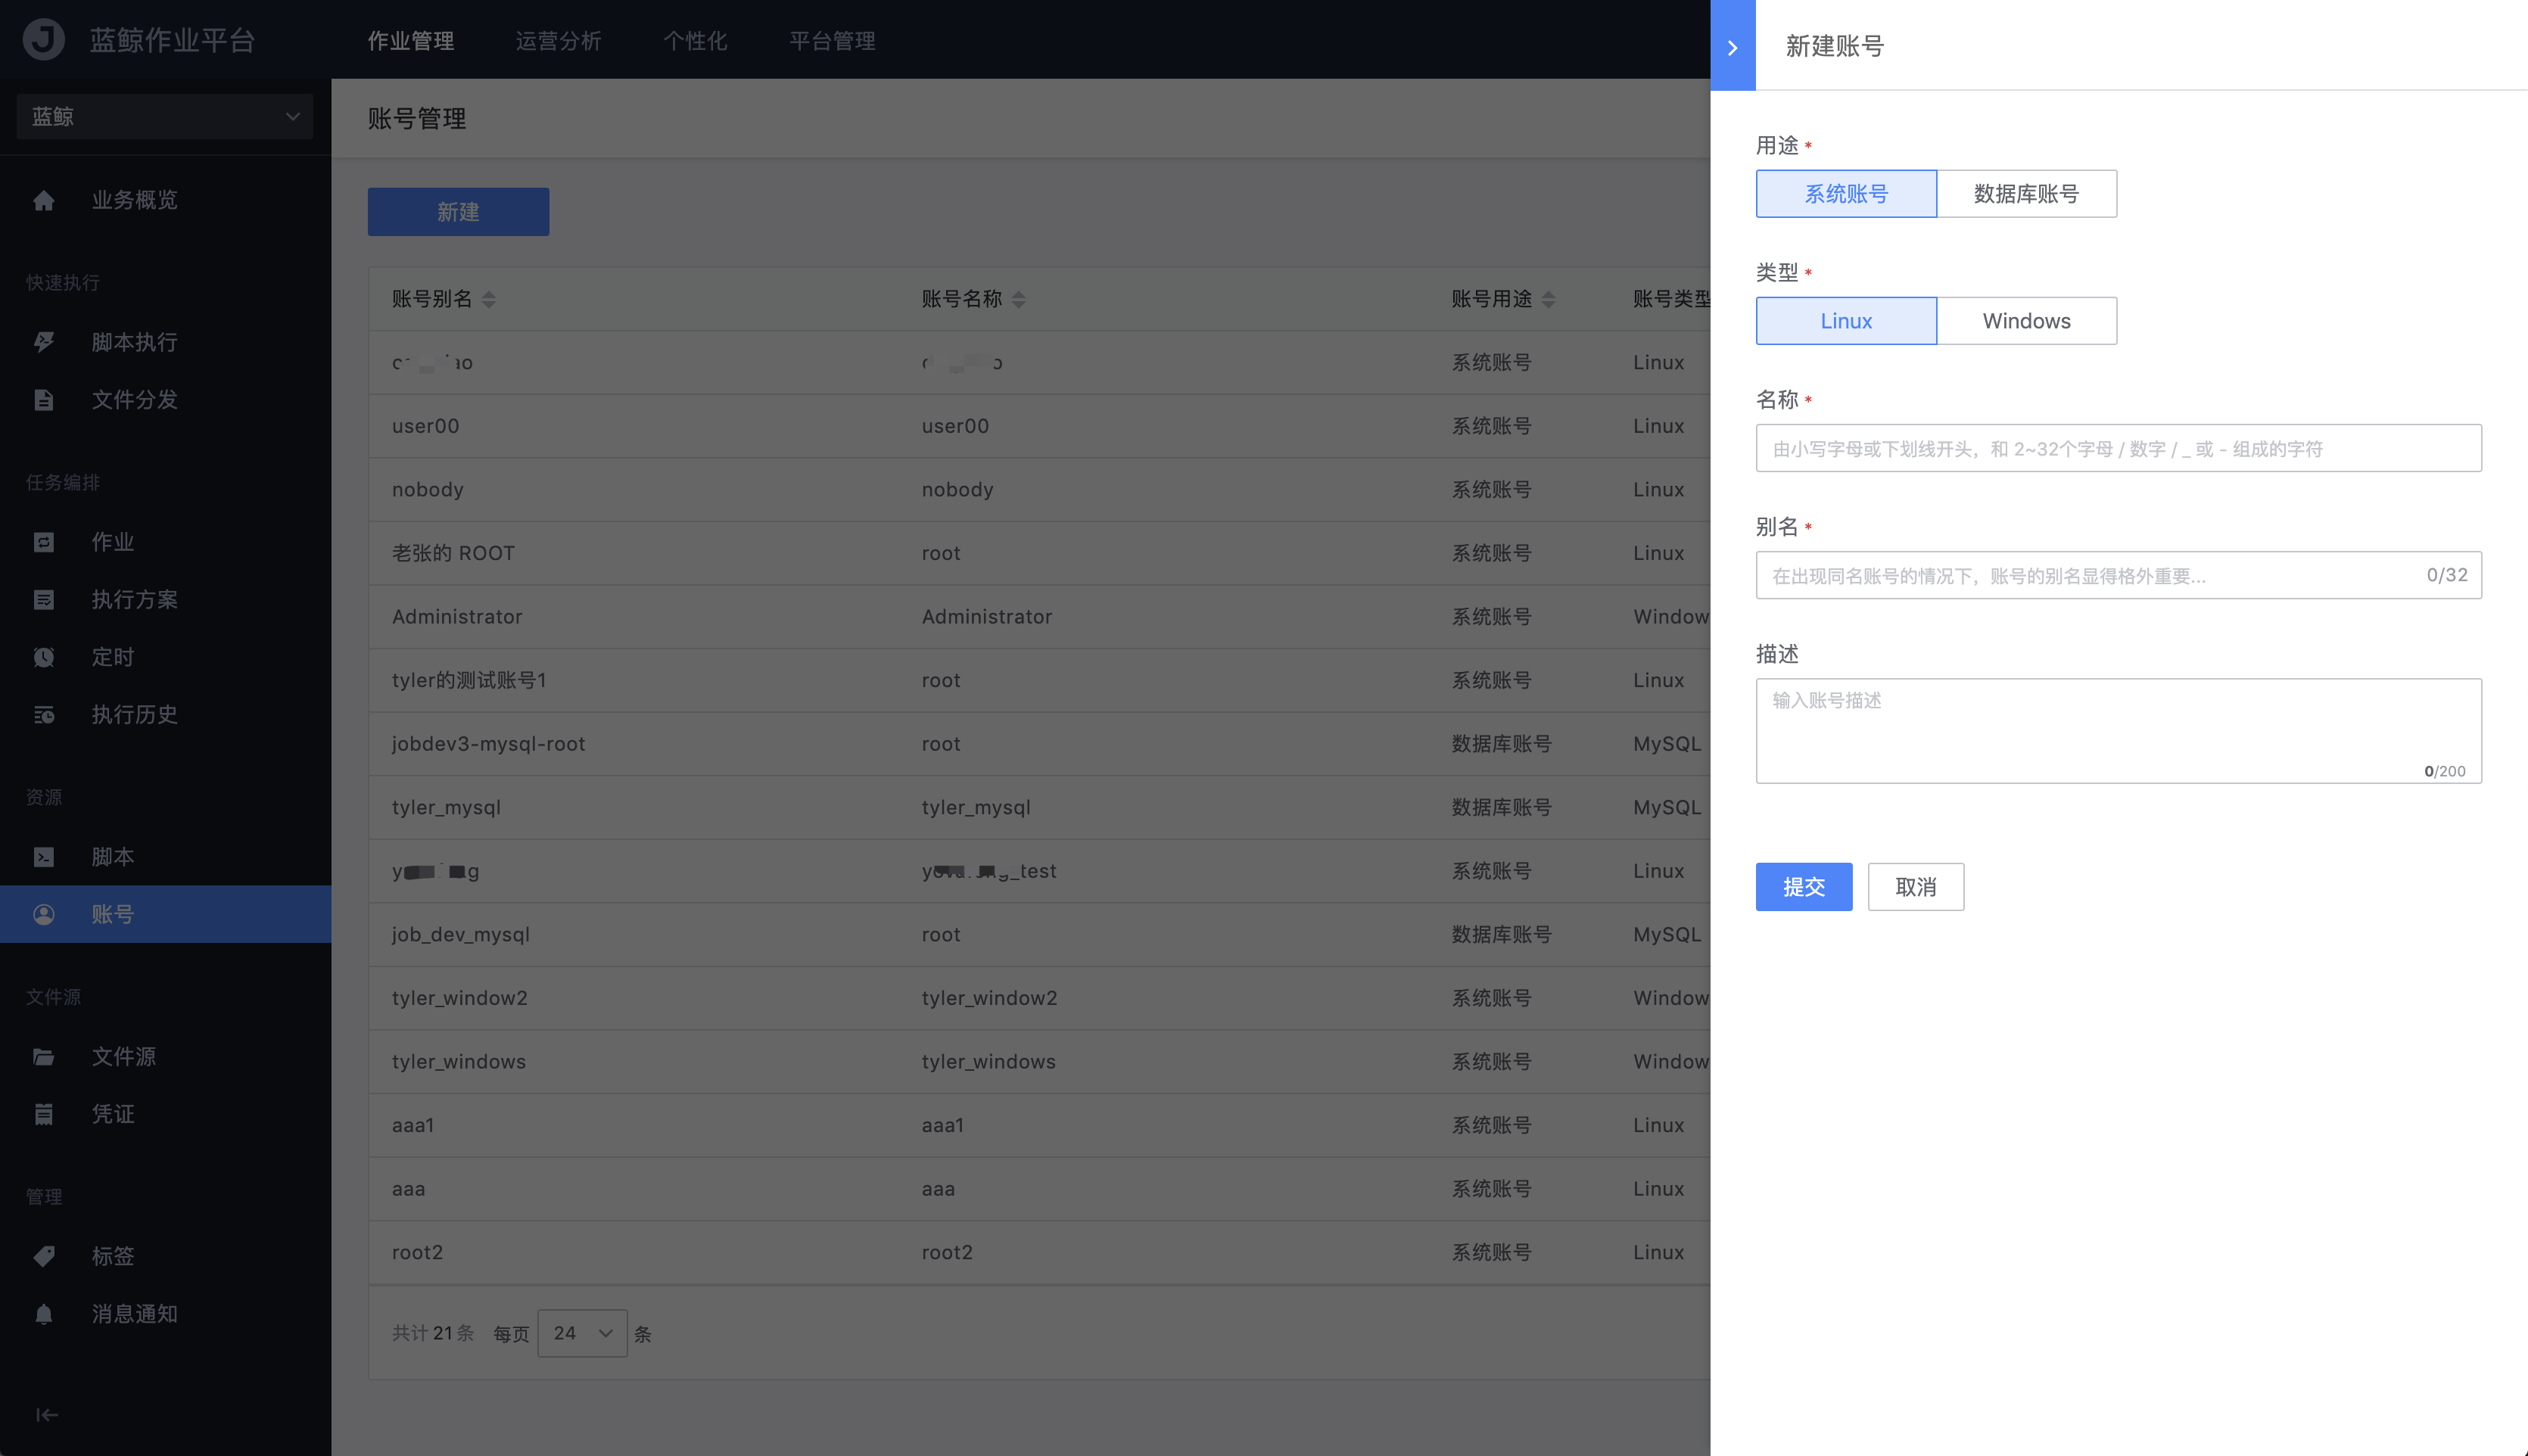 蓝鲸作业平台
作业管理 运营分析 个性化 平台管理
蓝鲸
业务概览
快速执行
脚本执行
文件分发
任务编排
作业
执行方案
定时
执行历史
资源
脚本
账号
文件源
文件源
凭证
管理
标签
消息通知
账号管理
新建
账号别名 账号名称 账号用途 账号类型
系统账号 Linux
user00 user00 系统账号 Linux
nobody nobody 系统账号 Linux
老张的 ROOT root 系统账号 Linux
Administrator Administrator 系统账号 Window
tyler的测试账号1 root 系统账号 Linux
jobdev3-mysql-root root 数据库账号 MySQL
tyler_mysql tyler_mysql 数据库账号 MySQL
系统账号 Linux
job_dev_mysql root 数据库账号 MySQL
tyler_window2 tyler_window2 系统账号 Window
tyler_windows tyler_windows 系统账号 Window
aaa1 aaa1 系统账号 Linux
aaa aaa 系统账号 Linux
root2 root2 系统账号 Linux
共计 21 条 每页 24 条
新建账号
用途 *
系统账号 数据库账号
类型 *
Linux Windows
名称 *
由小写字母或下划线开头，和 2~32个字母 / 数字 / _ 或 - 组成的字符
别名 *
在出现同名账号的情况下，账号的别名显得格外重要... 0/32
描述
输入账号描述
0/200
提交 取消